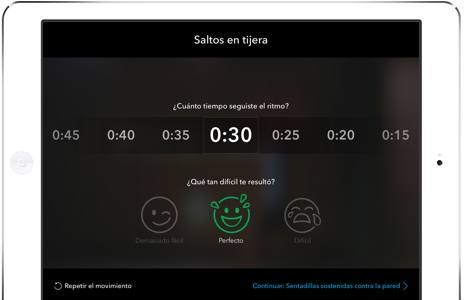 Saltos en tijera
¿Cuánto tiempo seguiste el ritmo?
0:45 0:40 0:35 0:30 0:25 0:20 0:15
¿Qué tan difícil te resultó?
Demasiado fácil Perfecto Difícil
Repetir el movimiento Continuar: Sentadillas sostenidas contra la pared